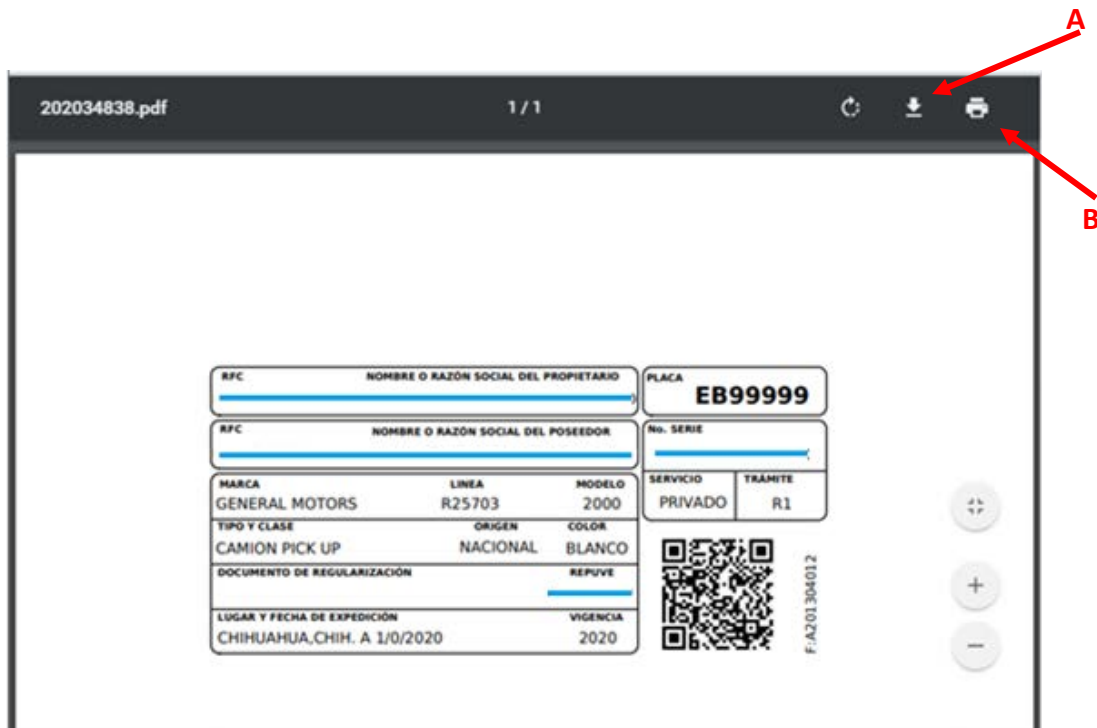 A
202034838.pdf
1 / 1
B
RFC NOMBRE O RAZÓN SOCIAL DEL PROPIETARIO
PLACA
EB99999
RFC NOMBRE O RAZÓN SOCIAL DEL POSEEDOR
No. SERIE
MARCA LINEA MODELO
GENERAL MOTORS R25703 2000
SERVICIO TRÁMITE
PRIVADO R1
TIPO Y CLASE ORIGEN COLOR
CAMION PICK UP NACIONAL BLANCO
DOCUMENTO DE REGULARIZACIÓN REPUVE
LUGAR Y FECHA DE EXPEDICIÓN VIGENCIA
CHIHUAHUA,CHIH. A 1/0/2020 2020
F:A201304012